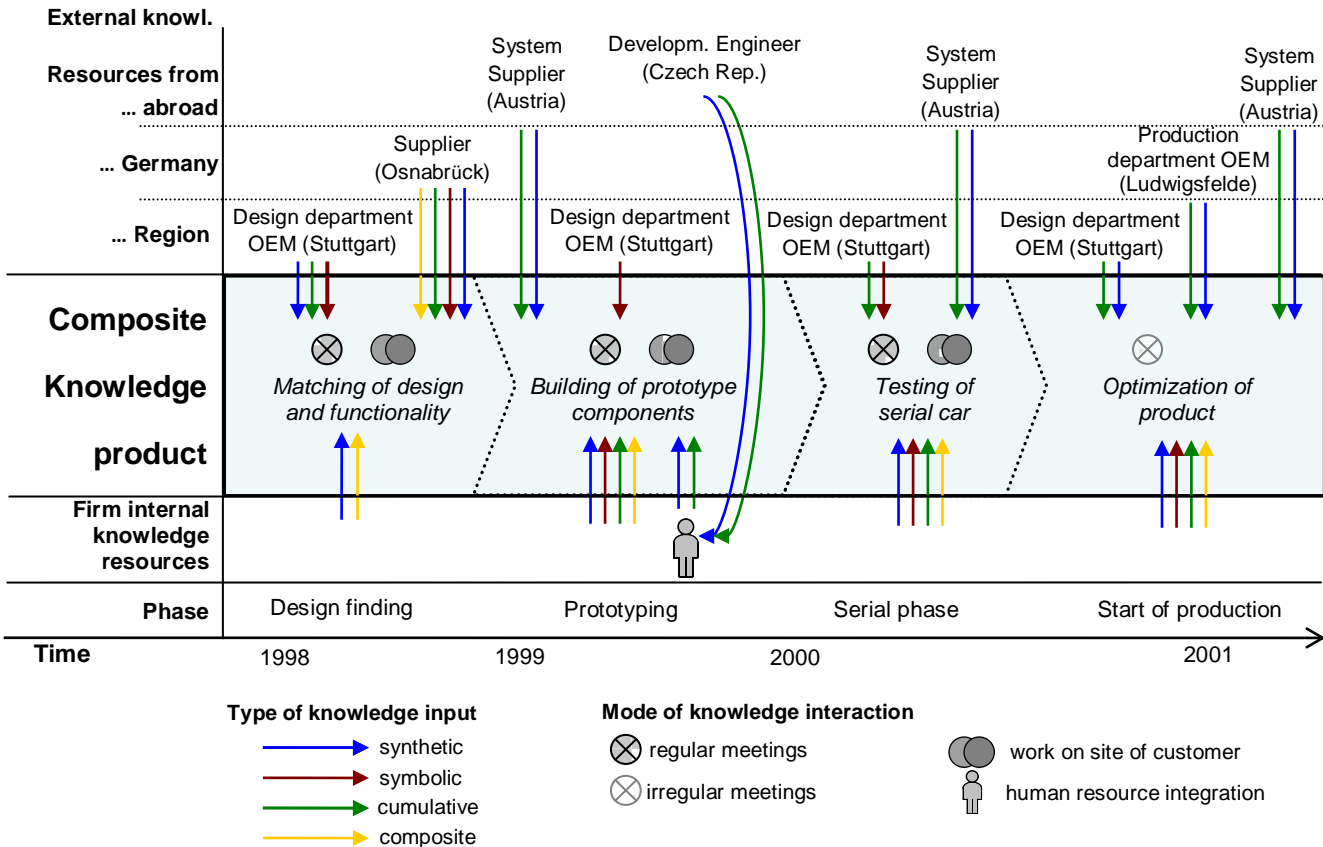 External knowl.
Resources from
... abroad
... Germany
... Region
System
Supplier
(Austria)
Developm. Engineer
(Czech Rep.)
System
Supplier
(Austria)
System
Supplier
(Austria)
Supplier
(Osnabrück)
Production
department OEM
(Ludwigsfelde)
Design department
OEM (Stuttgart)
Design department
OEM (Stuttgart)
Design department
OEM (Stuttgart)
Design department
OEM (Stuttgart)
Composite
Knowledge
product
Matching of design
and functionality
Building of prototype
components
Testing of
serial car
Optimization of
product
Firm internal
knowledge
resources
Phase
Design finding
Prototyping
Serial phase
Start of production
Time
1998
1999
2000
2001
Type of knowledge input
synthetic
symbolic
cumulative
composite
Mode of knowledge interaction
regular meetings
irregular meetings
work on site of customer
human resource integration